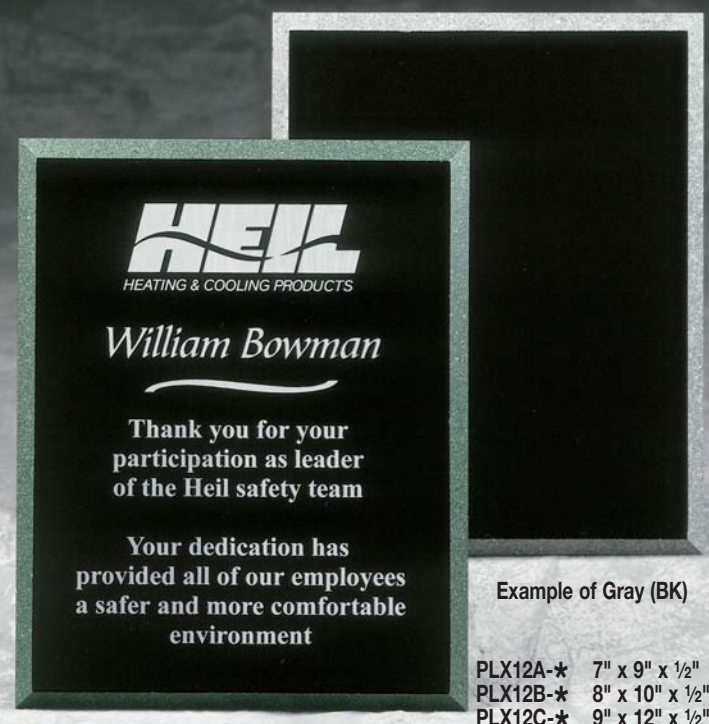 HEIL
HEATING & COOLING PRODUCTS
William Bowman
Thank you for your
participation as leader
of the Heil safety team
Your dedication has
provided all of our employees
a safer and more comfortable
environment
Example of Gray (BK)
PLX12A-* 7" x 9" x ½"
PLX12B-* 8" x 10" x ½"
PLX12C-* 9" x 12" x ½"